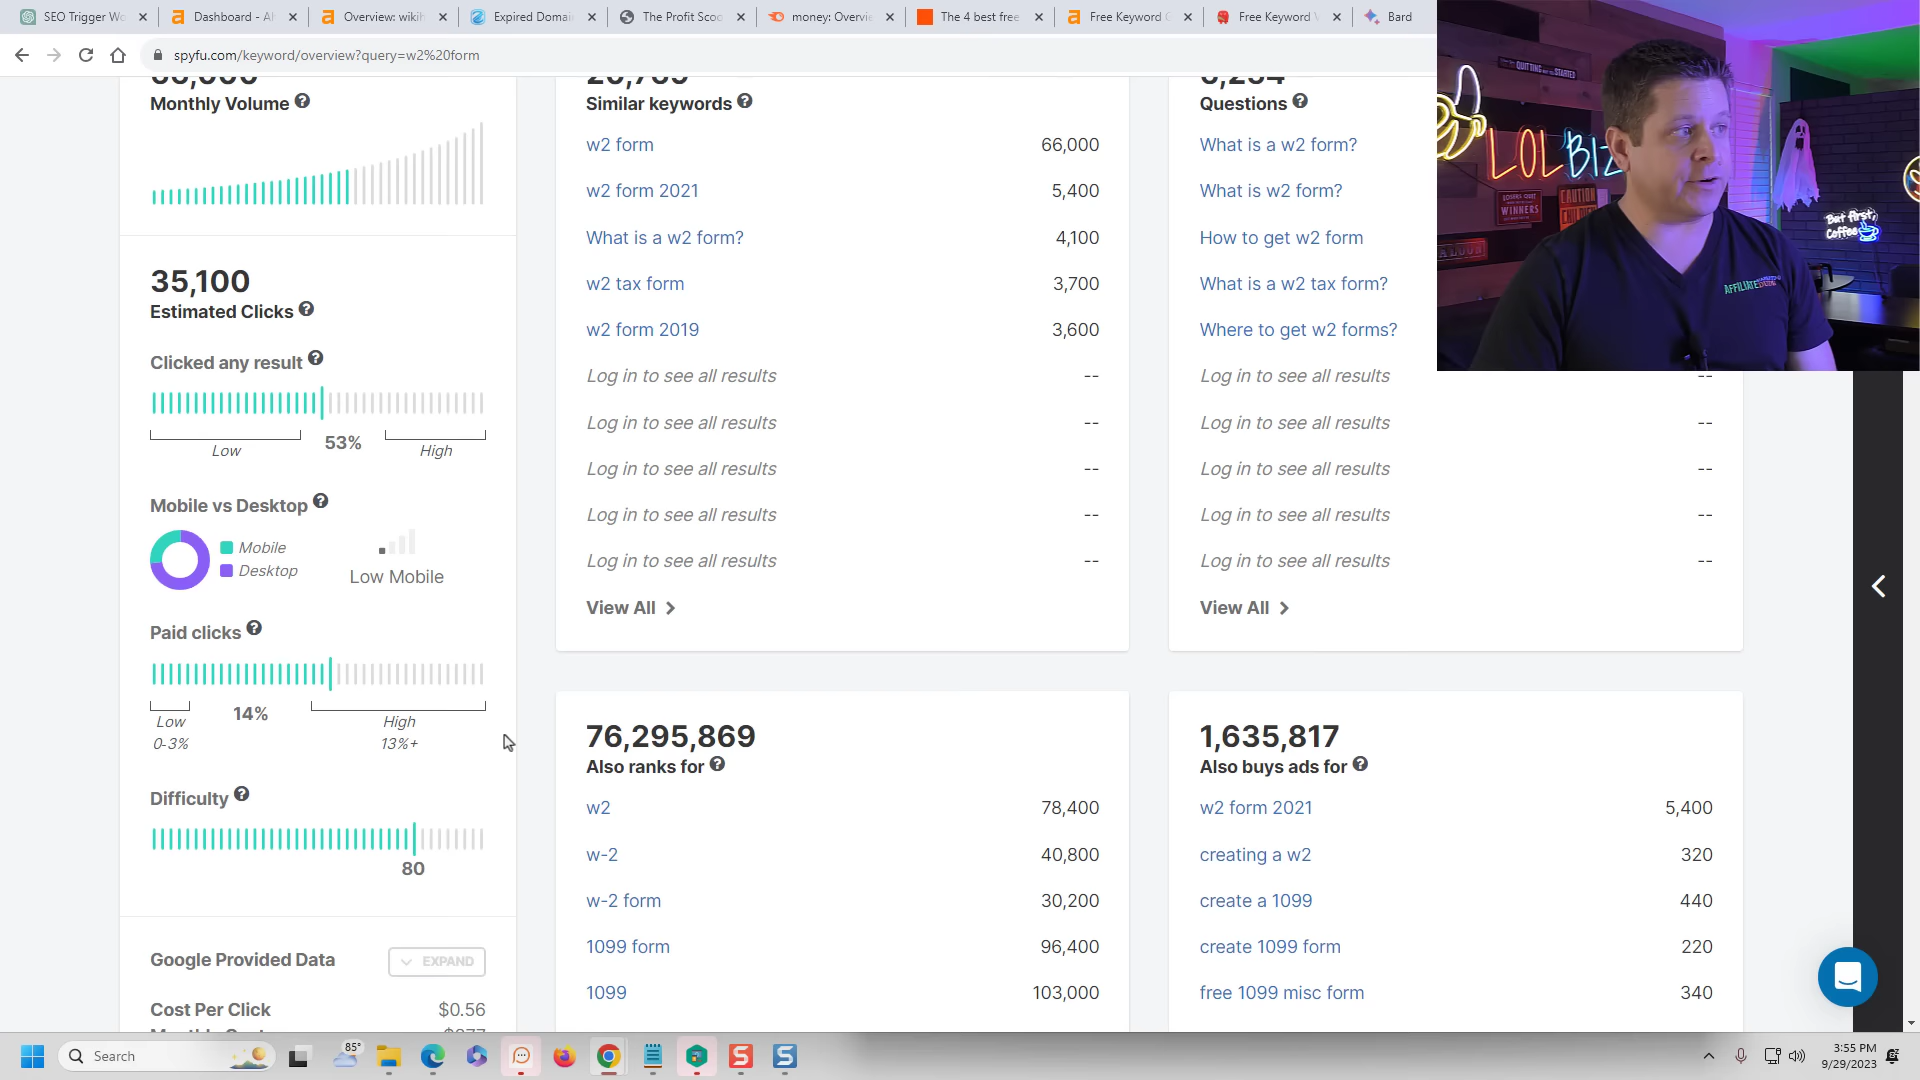 SEO Trigger Wo
Dashboard - Ah
Overview: wikih
Expired Domai
The Profit Scoo
money: Overvie
The 4 best free
Free Keyword G
Free Keyword
Bard
spyfu.com/keyword/overview?query=w2%20form
Monthly Volume
35,100
Estimated Clicks
Clicked any result
Low
53%
High
Mobile vs Desktop
Mobile
Desktop
Low Mobile
Paid clicks
Low
0-3%
14%
High
13%+
Difficulty
80
Google Provided Data
EXPAND
Cost Per Click $0.56
Similar keywords
w2 form 66,000
w2 form 2021 5,400
What is a w2 form? 4,100
w2 tax form 3,700
w2 form 2019 3,600
Log in to see all results --
Log in to see all results --
Log in to see all results --
Log in to see all results --
Log in to see all results --
View All
Questions
What is a w2 form?
What is w2 form?
How to get w2 form
What is a w2 tax form?
Where to get w2 forms?
Log in to see all results --
Log in to see all results --
Log in to see all results --
Log in to see all results --
Log in to see all results --
View All
76,295,869
Also ranks for
w2 78,400
w-2 40,800
w-2 form 30,200
1099 form 96,400
1099 103,000
1,635,817
Also buys ads for
w2 form 2021 5,400
creating a w2 320
create a 1099 440
create 1099 form 220
free 1099 misc form 340
LOL BIZ
LOSERS QUIT
WINNERS
CAUTION
But first,
Coffee
AFFILIATE
Search
85°
3:55 PM
9/29/2023